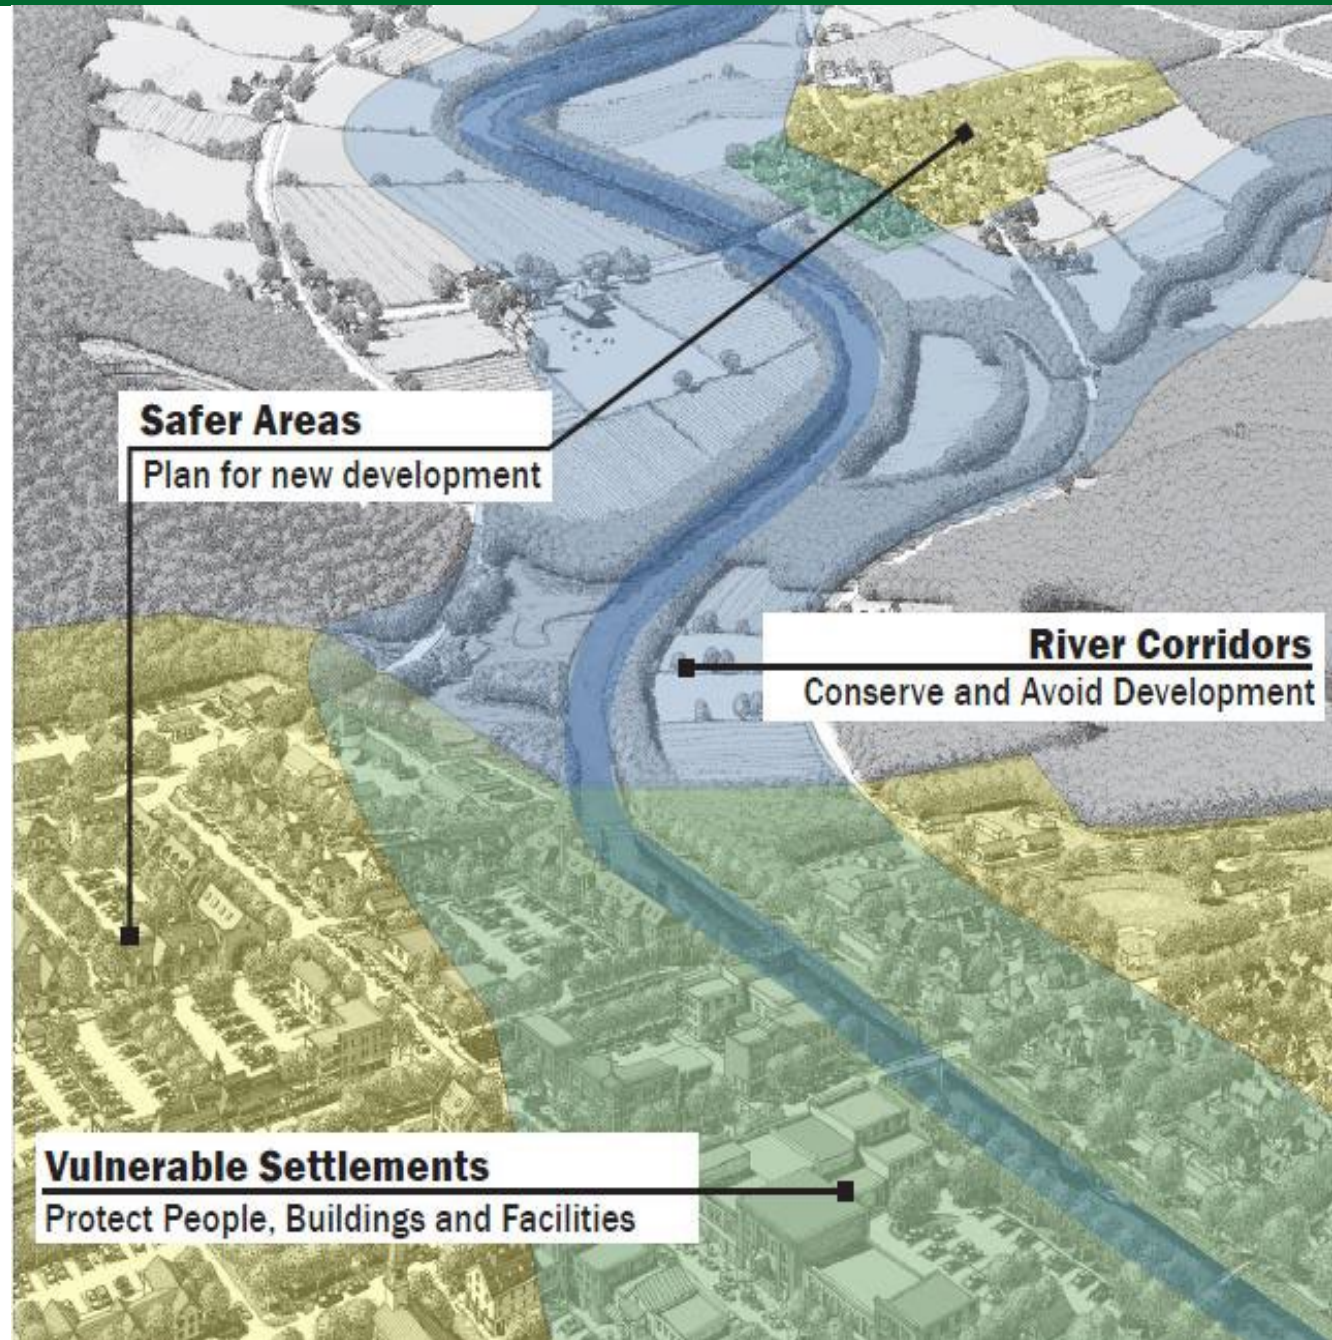 Safer Areas
Plan for new development
River Corridors
Conserve and Avoid Development
Vulnerable Settlements
Protect People, Buildings and Facilities